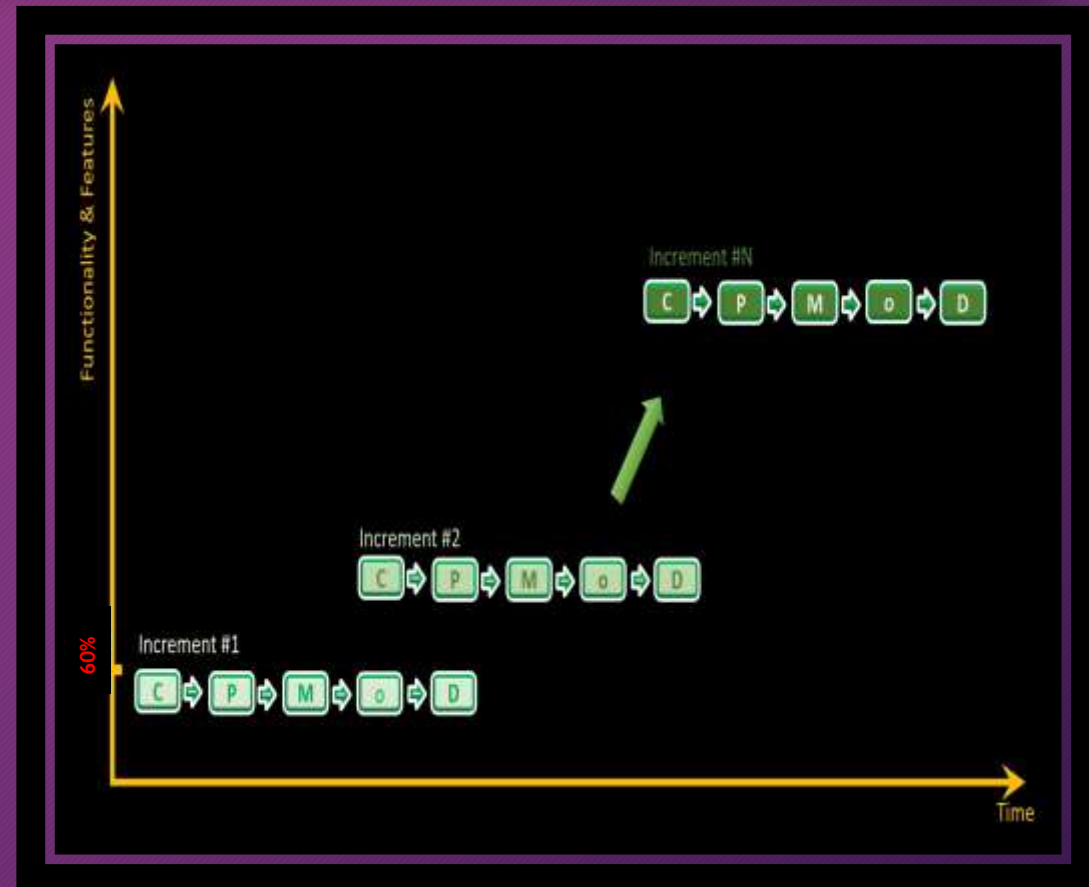 Functionality & Features
Increment #N
C P M o D
Increment #2
C P M o D
60%
Increment #1
C P M o D
Time